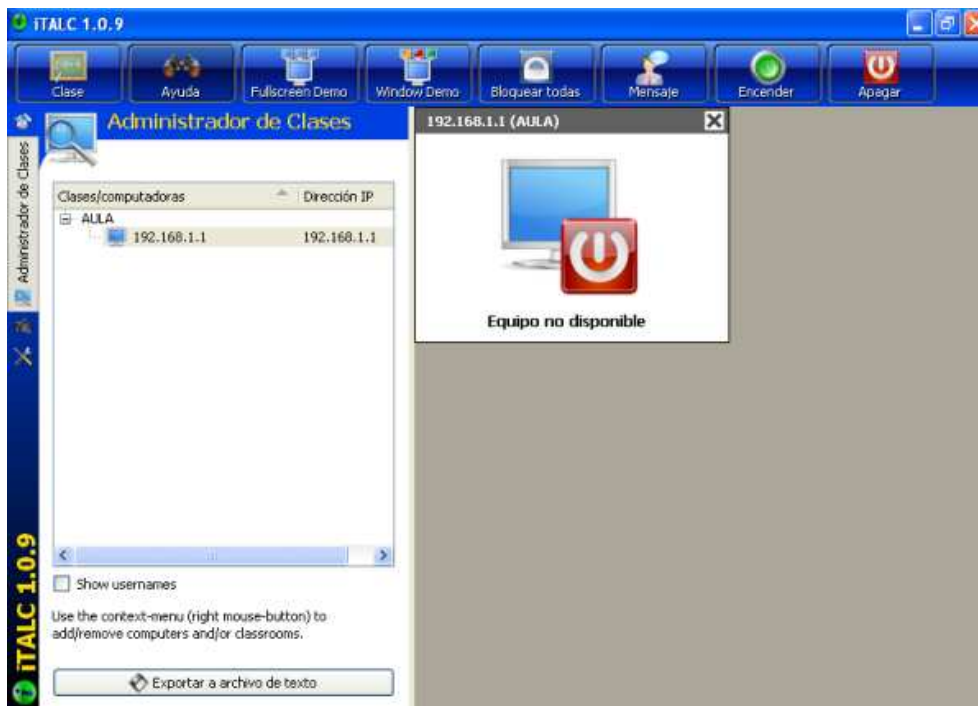 iTALC 1.0.9
Clase
Ayuda
Fullscreen Demo
Window Demo
Bloquear todas
Mensaje
Encender
Apagar
Administrador de Clases
Administrador de Clases
Clases/computadoras
Dirección IP
AULA
192.168.1.1
192.168.1.1
Show usernames
Use the context-menu (right mouse-button) to
add/remove computers and/or classrooms.
Exportar a archivo de texto
iTALC 1.0.9
192.168.1.1 (AULA)
Equipo no disponible